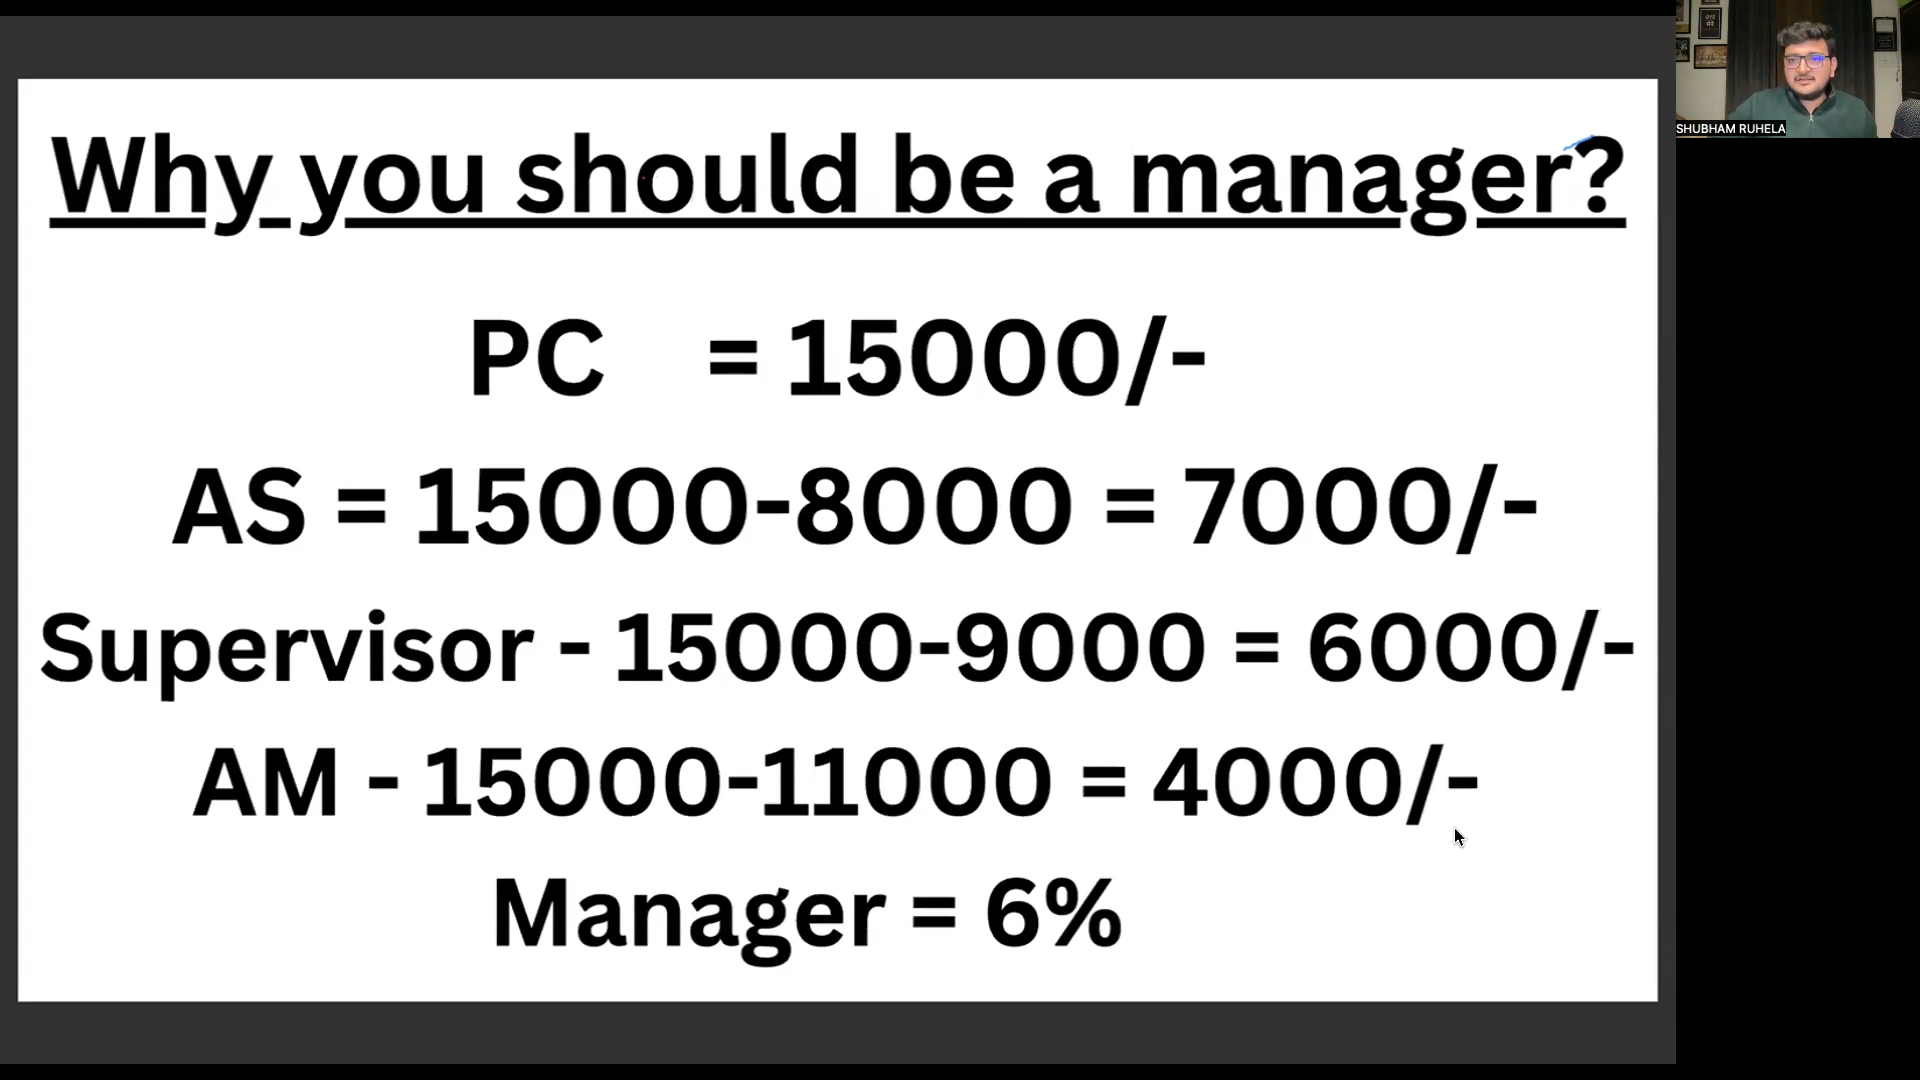 Why you should be a manager?
PC = 15000/-
AS = 15000-8000 = 7000/-
Supervisor - 15000-9000 = 6000/-
AM - 15000-11000 = 4000/-
Manager = 6%
SHUBHAM RUHELA